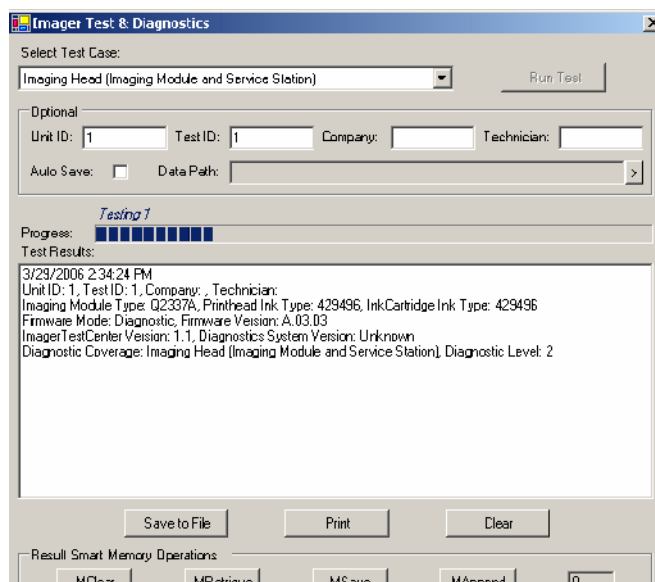 Imager Test & Diagnostics
Select Test Case:
Imaging Head (Imaging Module and Service Station)
Run Test
Optional
Unit ID: 1 Test ID: 1 Company: Technician:
Auto Save: Data Path: >
Testing 1
Progress:
Test Results:
3/29/2006 2:34:24 PM
Unit ID: 1, Test ID: 1, Company: , Technician:
Imaging Module Type: Q2337A, Printhead Ink Type: 429496, InkCartridge Ink Type: 429496
Firmware Mode: Diagnostic, Firmware Version: A.03.03
ImagerTestCenter Version: 1.1, Diagnostics System Version: Unknown
Diagnostic Coverage: Imaging Head (Imaging Module and Service Station), Diagnostic Level: 2
Save to File Print Clear
Result Smart Memory Operations
MClear MRetrieve MSave MAppend 0